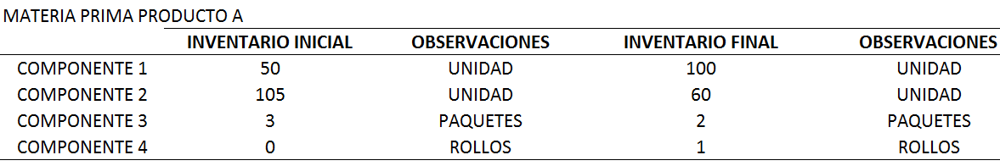 MATERIA PRIMA PRODUCTO A
INVENTARIO INICIAL OBSERVACIONES INVENTARIO FINAL OBSERVACIONES
COMPONENTE 1 50 UNIDAD 100 UNIDAD
COMPONENTE 2 105 UNIDAD 60 UNIDAD
COMPONENTE 3 3 PAQUETES 2 PAQUETES
COMPONENTE 4 0 ROLLOS 1 ROLLOS